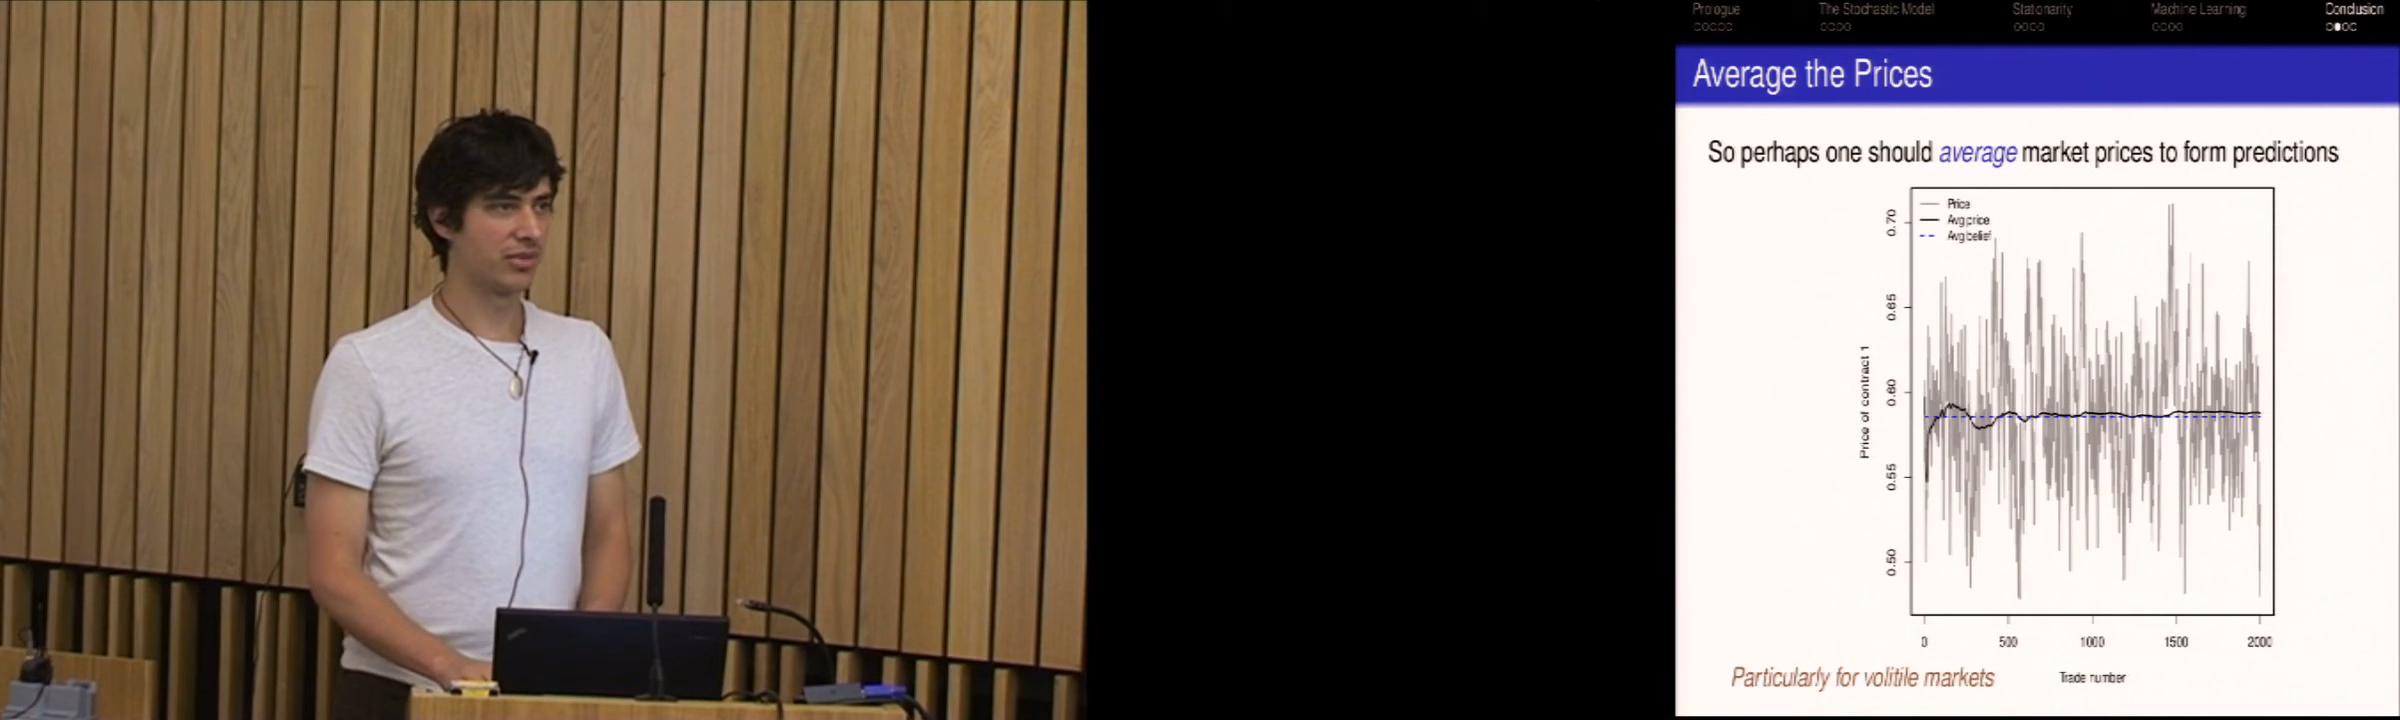 Prologue The Stochastic Model Stationarity Machine Learning Conclusion
Average the Prices
So perhaps one should average market prices to form predictions
Price
Avg price
Avg belief
0.70
0.65
0.60
0.55
0.50
Price of contract 1
0 500 1000 1500 2000
Trade number
Particularly for volitile markets